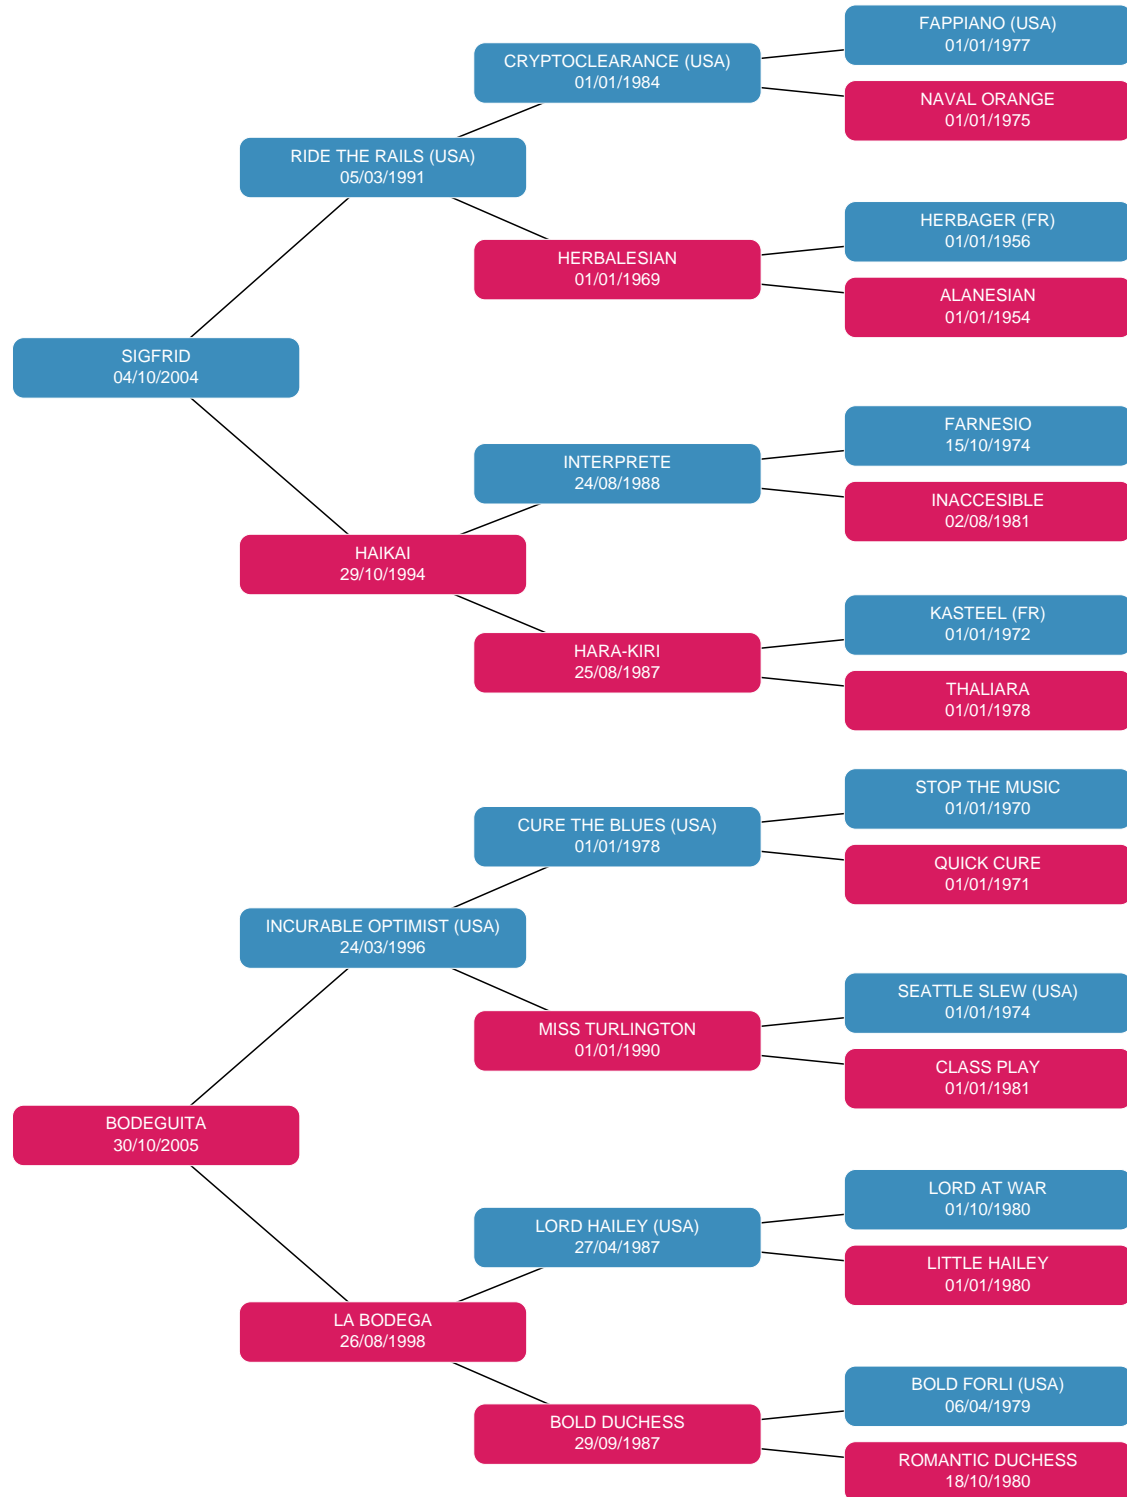 FAPPIANO (USA)
01/01/1977
CRYPTOCLEARANCE (USA)
01/01/1984
NAVAL ORANGE
01/01/1975
RIDE THE RAILS (USA)
05/03/1991
HERBAGER (FR)
01/01/1956
HERBALESIAN
01/01/1969
ALANESIAN
01/01/1954
SIGFRID
04/10/2004
FARNESIO
15/10/1974
INTERPRETE
24/08/1988
INACCESIBLE
02/08/1981
HAIKAI
29/10/1994
KASTEEL (FR)
01/01/1972
HARA-KIRI
25/08/1987
THALIARA
01/01/1978
STOP THE MUSIC
01/01/1970
CURE THE BLUES (USA)
01/01/1978
QUICK CURE
01/01/1971
INCURABLE OPTIMIST (USA)
24/03/1996
SEATTLE SLEW (USA)
01/01/1974
MISS TURLINGTON
01/01/1990
CLASS PLAY
01/01/1981
BODEGUITA
30/10/2005
LORD AT WAR
01/10/1980
LORD HAILEY (USA)
27/04/1987
LITTLE HAILEY
01/01/1980
LA BODEGA
26/08/1998
BOLD FORLI (USA)
06/04/1979
BOLD DUCHESS
29/09/1987
ROMANTIC DUCHESS
18/10/1980